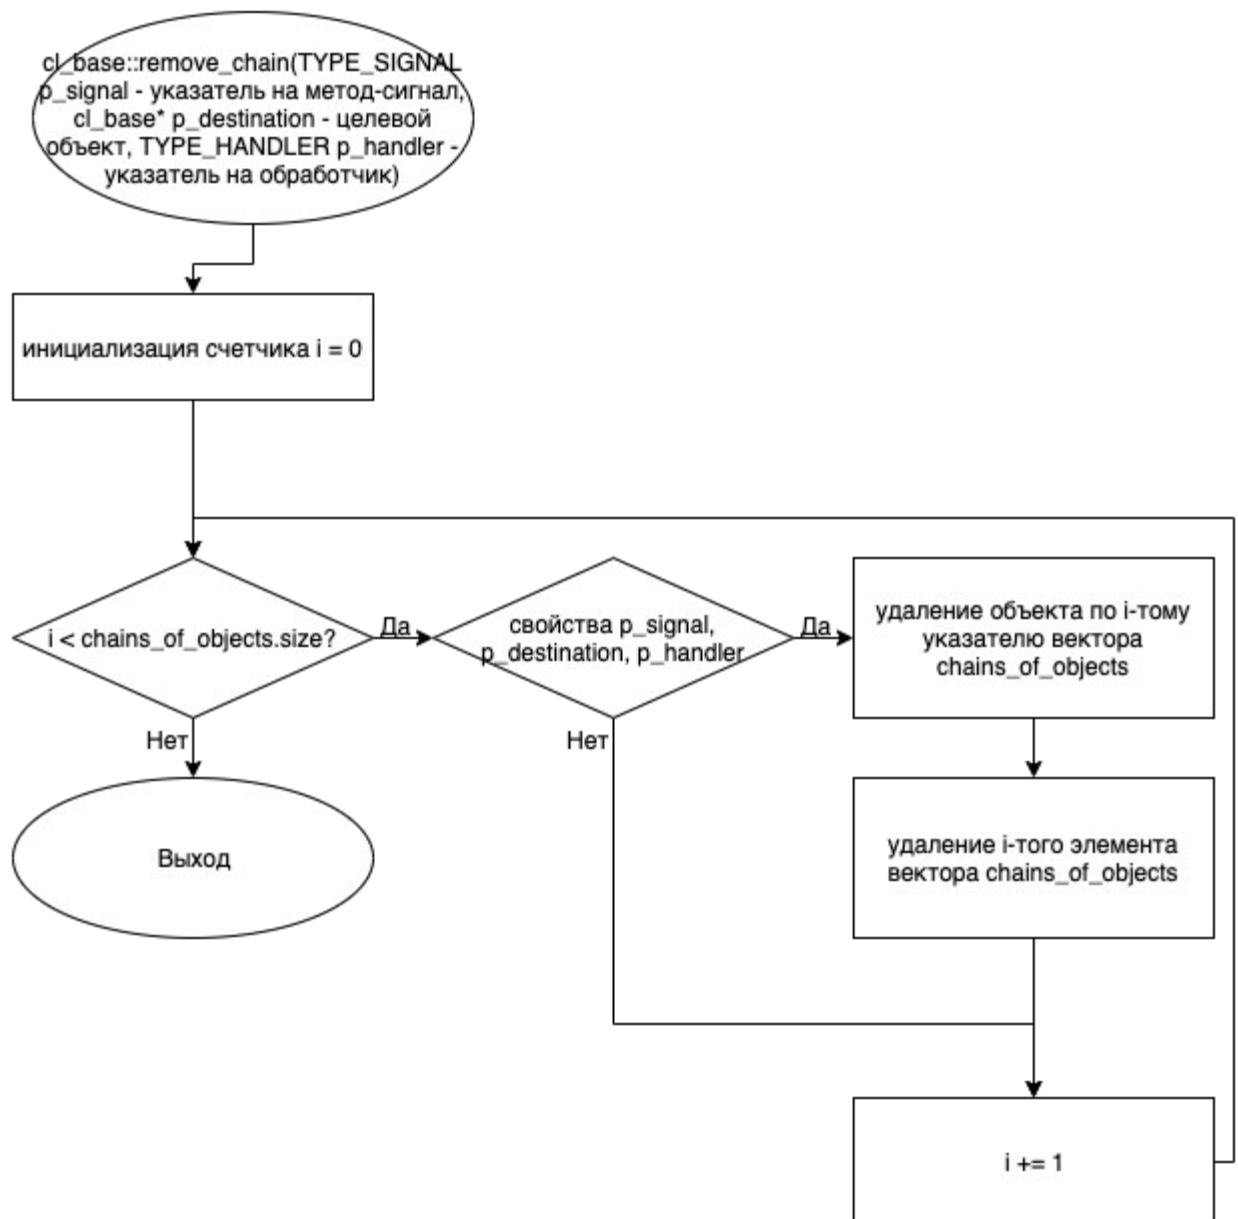 cl_base::remove_chain(TYPE_SIGNAL
p_signal - указатель на метод-сигнал,
cl_base* p_destination - целевой
объект, TYPE_HANDLER p_handler -
указатель на обработчик)
инициализация счетчика i = 0
i < chains_of_objects.size?
Да
свойства p_signal,
p_destination, p_handler
Да
удаление объекта по i-тому
указателю вектора
chains_of_objects
Нет
Нет
Выход
удаление i-того элемента
вектора chains_of_objects
i += 1